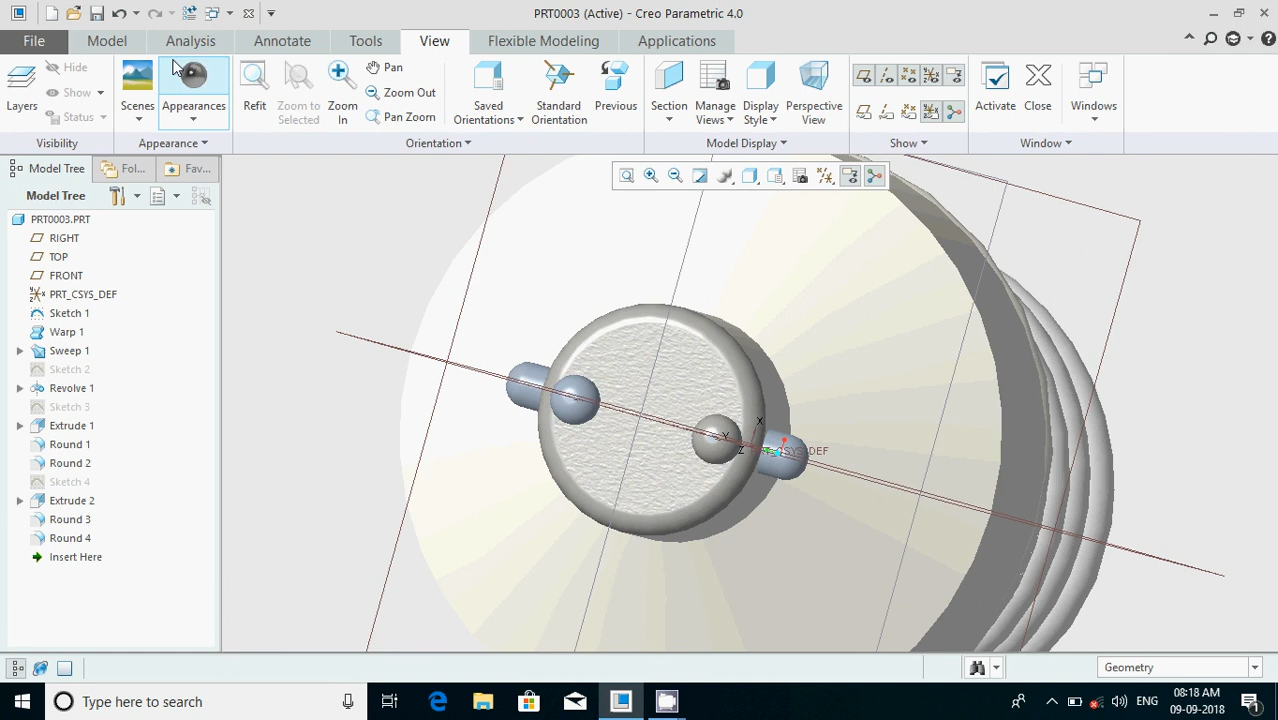 PRT0003 (Active) - Creo Parametric 4.0
File Model Analysis Annotate Tools View Flexible Modeling Applications
Hide Pan
Show Zoom Out
Layers Status Scenes Appearances Refit Zoom to Selected Zoom In Pan Zoom Saved Orientations Standard Orientation Previous Section Manage Views Display Style Perspective View Activate Close Windows
Visibility Appearance Orientation Model Display Show Window
Model Tree Fol... Fav...
Model Tree
PRT0003.PRT
RIGHT
TOP
FRONT
PRT_CSYS_DEF
Sketch 1
Warp 1
Sweep 1
Sketch 2
Revolve 1
Sketch 3
Extrude 1
Round 1
Round 2
Sketch 4
Extrude 2
Round 3
Round 4
Insert Here
X
Y
Z PRT_CSYS_DEF
Geometry
Type here to search
ENG
08:18 AM
09-09-2018
1